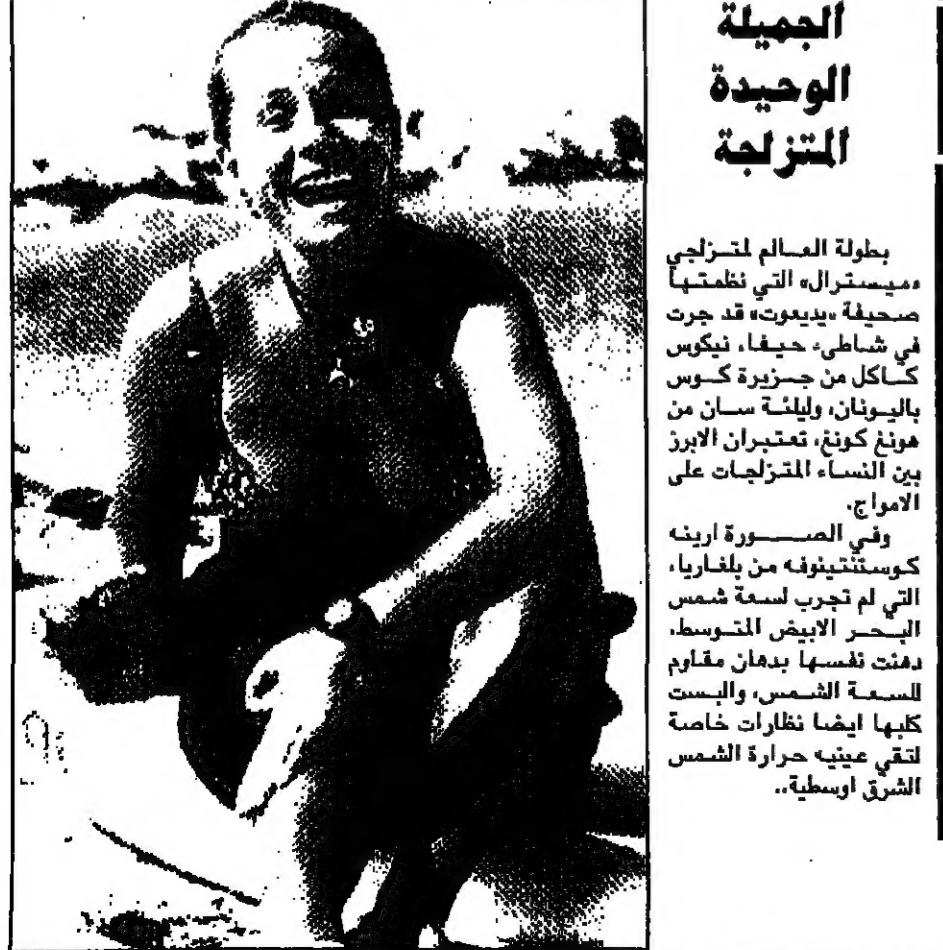 الجميلة
الوحيدة
المتزلجة
بطولة العالم لمتزلجي
«ميسترال» التي نظمتها
صحيفة «يديعوت» قد جرت
في شاطىء حيفا، نيكوس
كاكل من جزيرة كوس
باليونان، وليلئة سان من
هونغ كونغ، تعتبران الابرز
بين النساء المتزلجات على
الامواج.
وفي الصورة ارينه
كوستنتينوفه من بلغاريا،
التي لم تجرب لسعة شمس
البحر الابيض المتوسط،
دهنت نفسها بدهان مقاوم
للسعة الشمس، والبست
كلبها ايضا نظارات خاصة
لتقي عينيه حرارة الشمس
الشرق اوسطية..